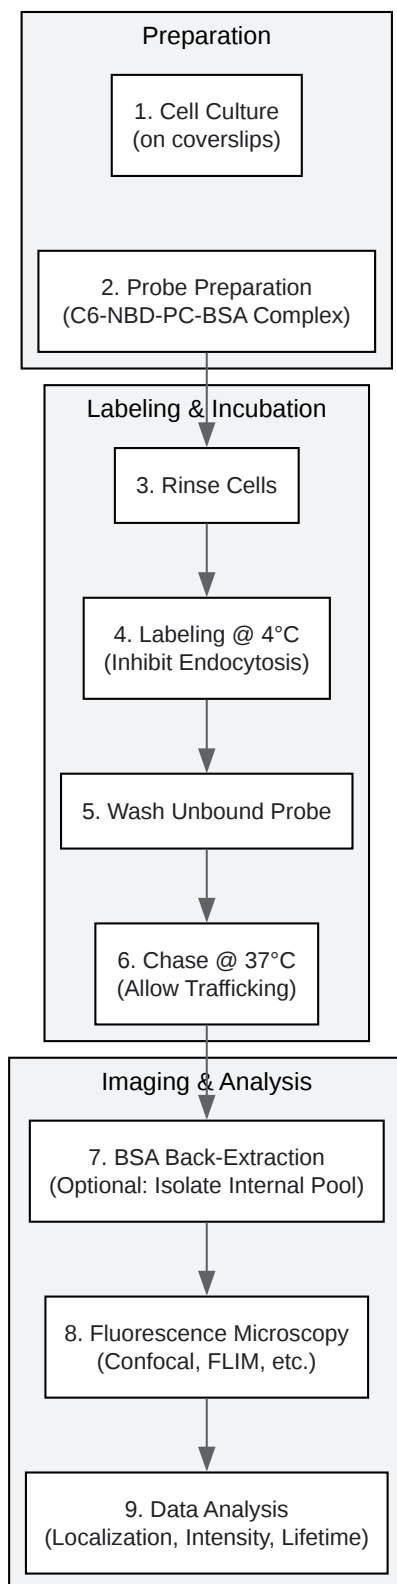 Preparation
1. Cell Culture
(on coverslips)
2. Probe Preparation
(C6-NBD-PC-BSA Complex)
Labeling & Incubation
3. Rinse Cells
4. Labeling @ 4°C
(Inhibit Endocytosis)
5. Wash Unbound Probe
6. Chase @ 37°C
(Allow Trafficking)
Imaging & Analysis
7. BSA Back-Extraction
(Optional: Isolate Internal Pool)
8. Fluorescence Microscopy
(Confocal, FLIM, etc.)
9. Data Analysis
(Localization, Intensity, Lifetime)